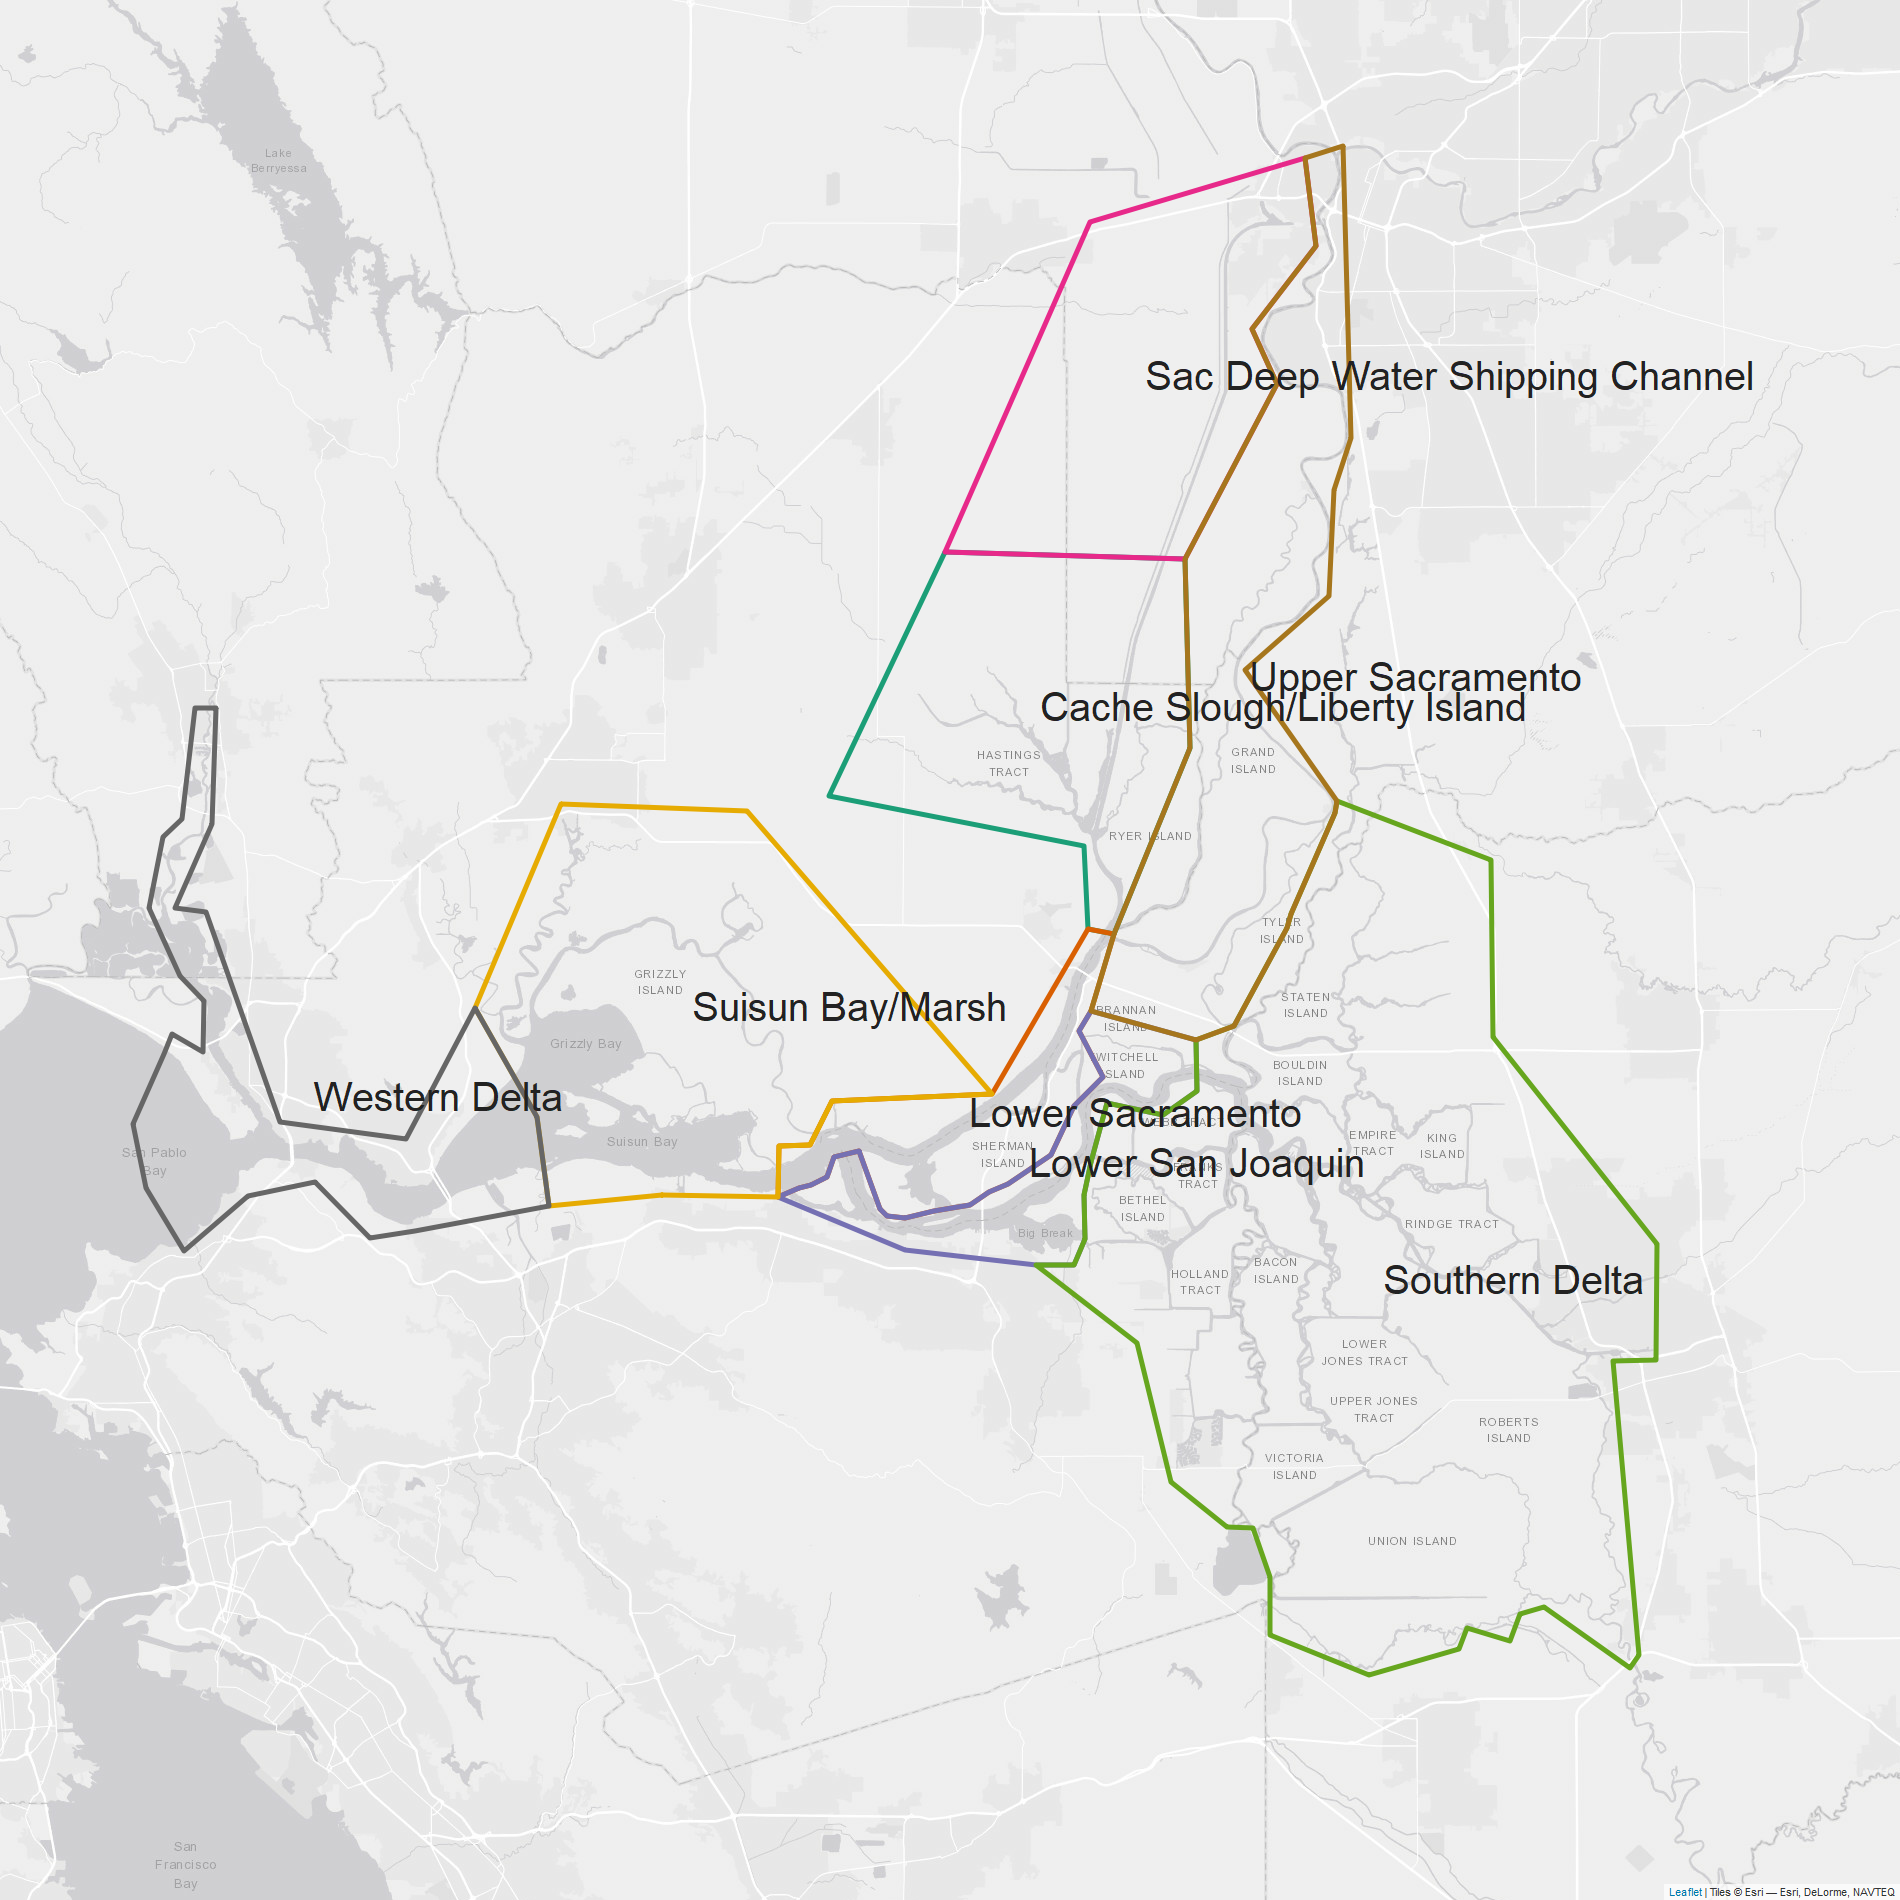 Lake
Berryessa
Sac Deep Water Shipping Channel
Upper Sacramento
Cache Slough/Liberty Island
HASTINGS
TRACT
GRAND
ISLAND
RYER ISLAND
TYLER
ISLAND
GRIZZLY
ISLAND
Suisun Bay/Marsh
STATEN
ISLAND
BRANNAN
ISLAND
Grizzly Bay
WITCHELL
ISLAND
BOULDIN
ISLAND
Western Delta
Lower Sacramento
WEBB TRACT
San Pablo
Bay
Suisun Bay
SHERMAN
ISLAND
EMPIRE
TRACT
KING
ISLAND
Lower San Joaquin
FRANKS
TRACT
BETHEL
ISLAND
RINDGE TRACT
Big Break
HOLLAND
TRACT
BACON
ISLAND
Southern Delta
LOWER
JONES TRACT
UPPER JONES
TRACT
ROBERTS
ISLAND
VICTORIA
ISLAND
UNION ISLAND
San
Francisco
Bay
Leaflet | Tiles © Esri — Esri, DeLorme, NAVTEQ